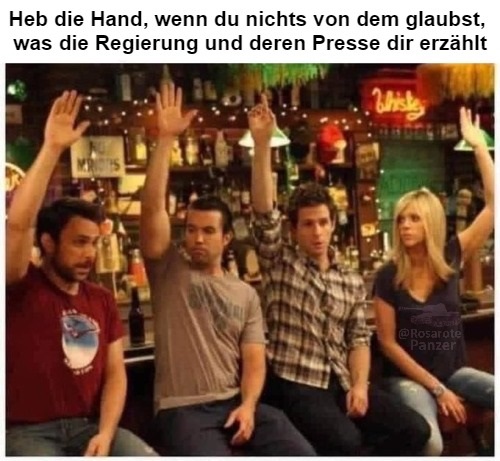 Heb die Hand, wenn du nichts von dem glaubst,
was die Regierung und deren Presse dir erzählt
Whiskey
@Rosarote
Panzer